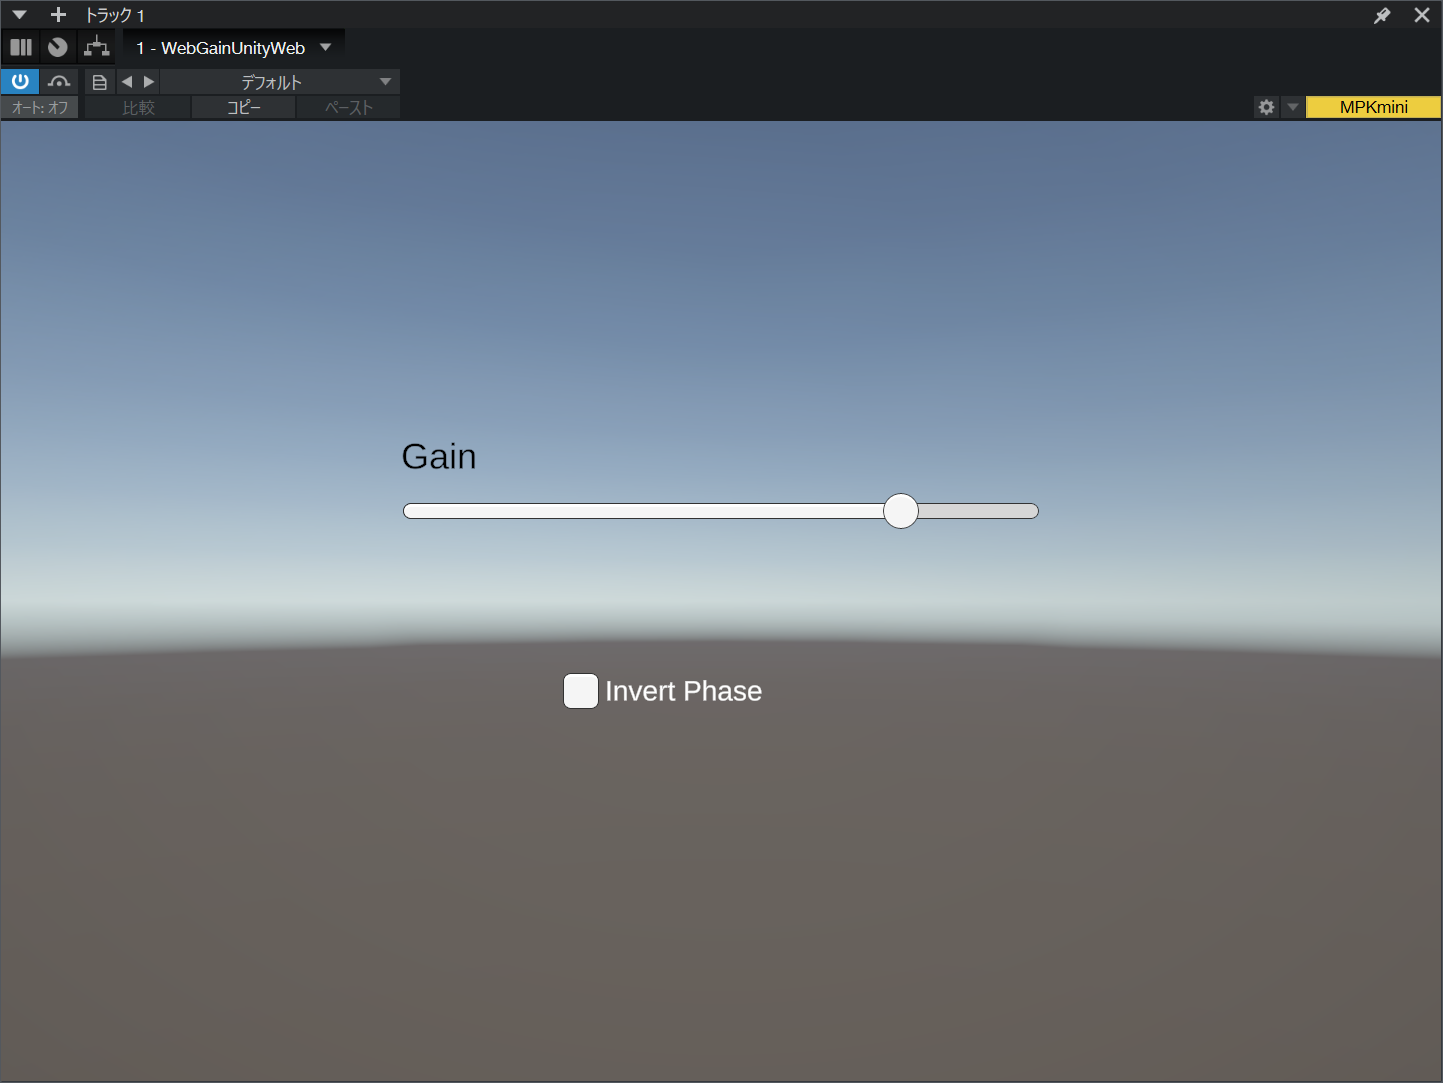 トラック 1
1 - WebGainUnityWeb
デフォルト
オート: オフ
比較
コピー
ペースト
MPKmini
Gain
Invert Phase